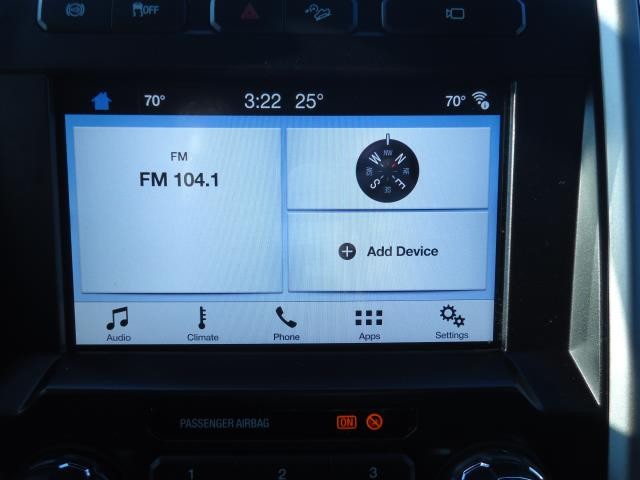 OFF
70° 3:22 25° 70°
FM
FM 104.1
NW
W N
E
S
Add Device
Audio Climate Phone Apps Settings
PASSENGER AIRBAG ON
1 2 3